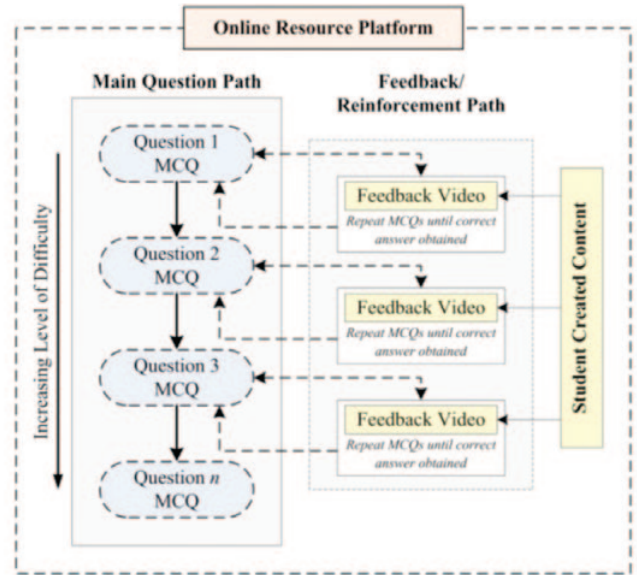 Online Resource Platform
Main Question Path
Feedback/
Reinforcement Path
Increasing Level of Difficulty
Question 1
MCQ
Feedback Video
Repeat MCQs until correct
answer obtained
Question 2
MCQ
Feedback Video
Repeat MCQs until correct
answer obtained
Question 3
MCQ
Feedback Video
Repeat MCQs until correct
answer obtained
Question n
MCQ
Student Created Content